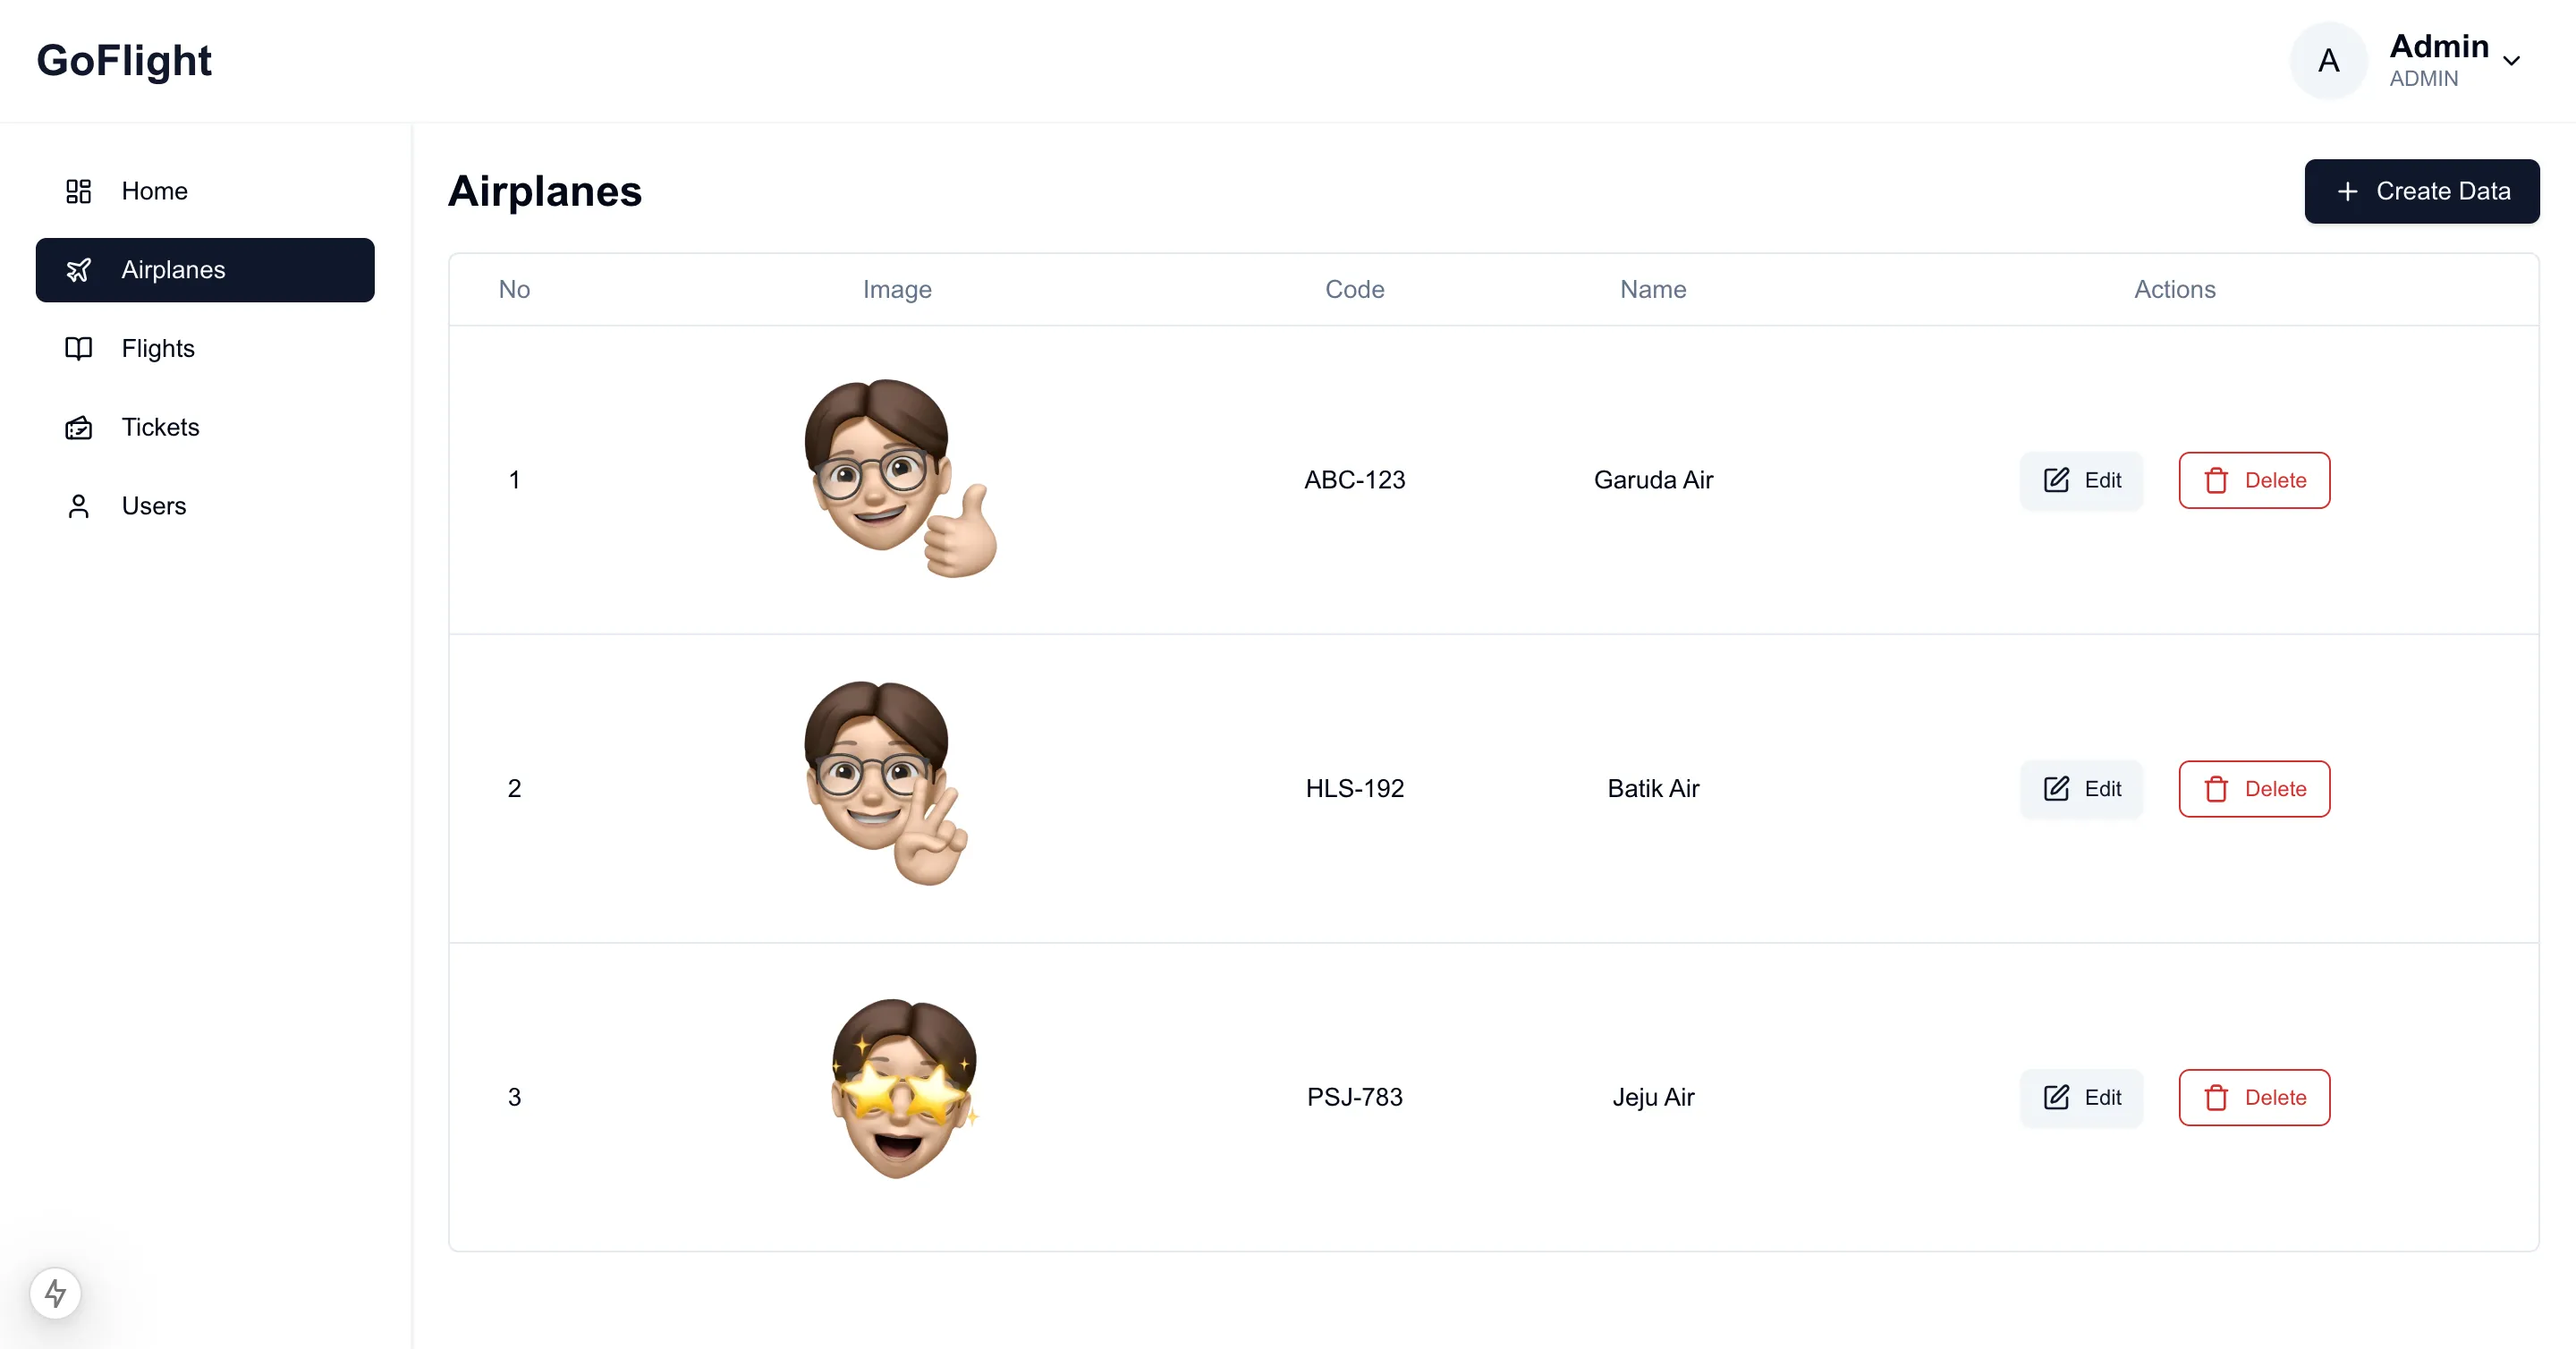 GoFlight
A
Admin
ADMIN
Home
Airplanes
Flights
Tickets
Users
Airplanes
Create Data
No Image Code Name Actions
1 ABC-123 Garuda Air Edit Delete
2 HLS-192 Batik Air Edit Delete
3 PSJ-783 Jeju Air Edit Delete